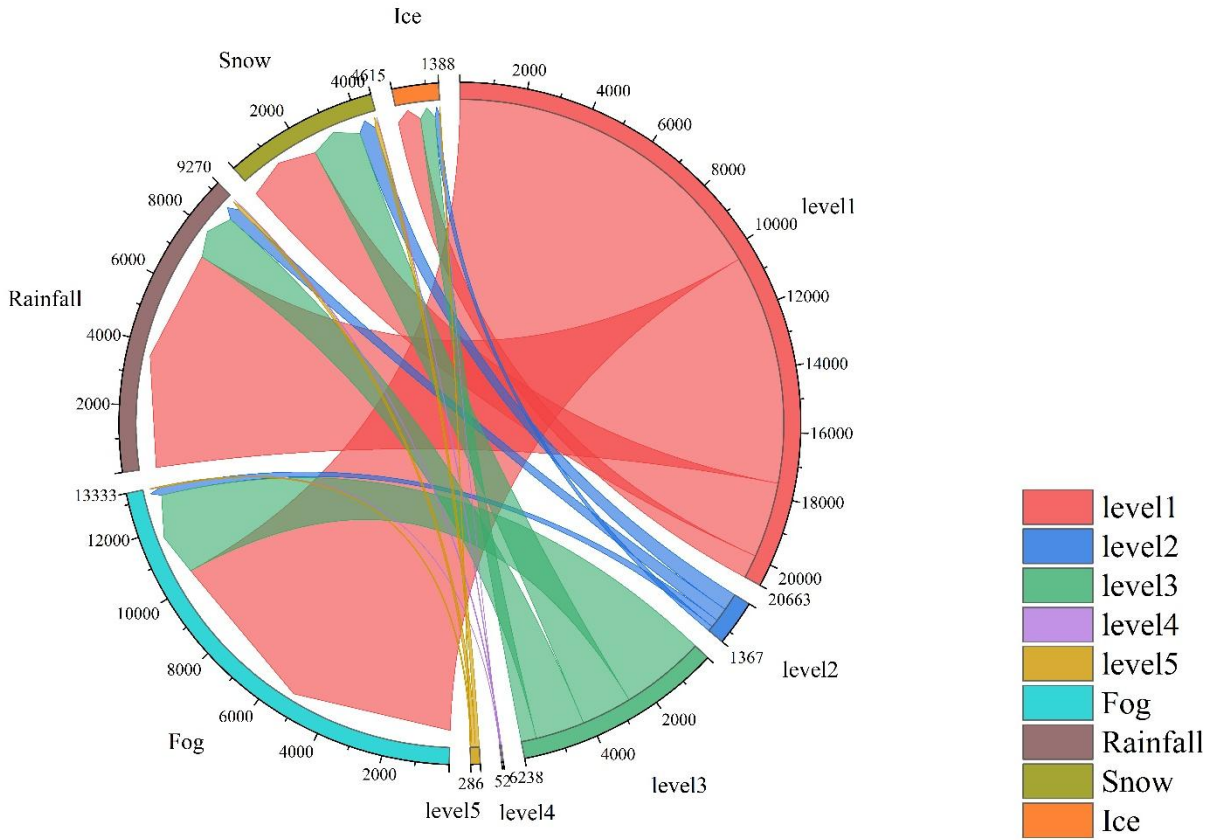 Ice
Snow
1388
4615
4000
2000
2000
4000
6000
8000
10000
level1
12000
14000
16000
18000
20000
20663
1367
level2
2000
4000
6238
level3
52
level4
286
level5
9270
8000
6000
Rainfall
4000
2000
13333
12000
10000
8000
6000
4000
2000
Fog
level1
level2
level3
level4
level5
Fog
Rainfall
Snow
Ice